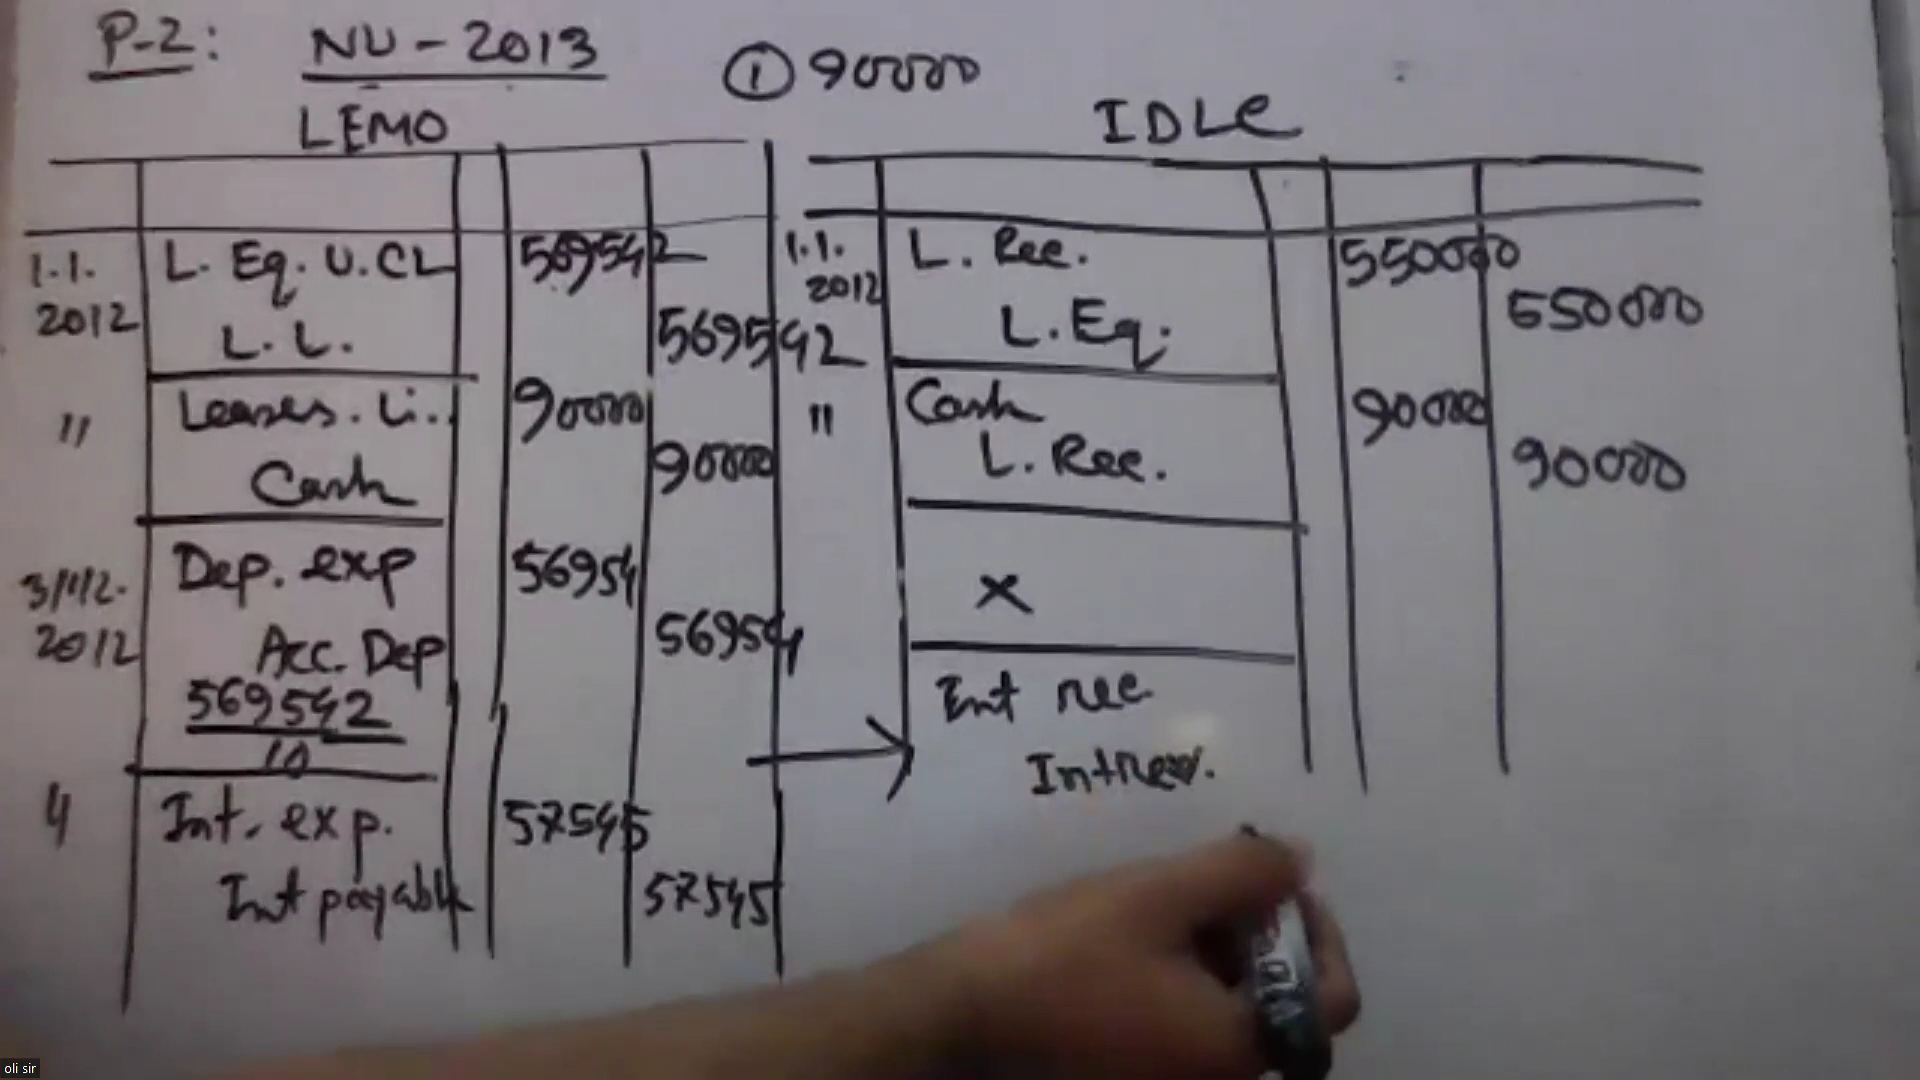 P-2: NU - 2013
① 90000
LEMO
1.1. L. Eq. U. CL 569542
2012 L. L. 569542
" Leases. Li. 90000
Cash 90000
Dep. exp 56954
2012 Acc. Dep 56954
569542
10
Int. exp. 57545
Int payable 57545
IDLe
1.1. L. Rec. 550000
2012 L. Eq. 550000
" Cash 90000
L. Rec. 90000
×
Int rec
Int Rev.
oli sir